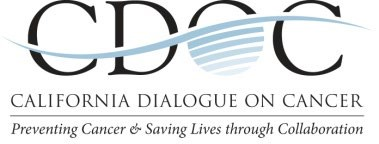 CDOC
CALIFORNIA DIALOGUE ON CANCER
Preventing Cancer & Saving Lives through Collaboration